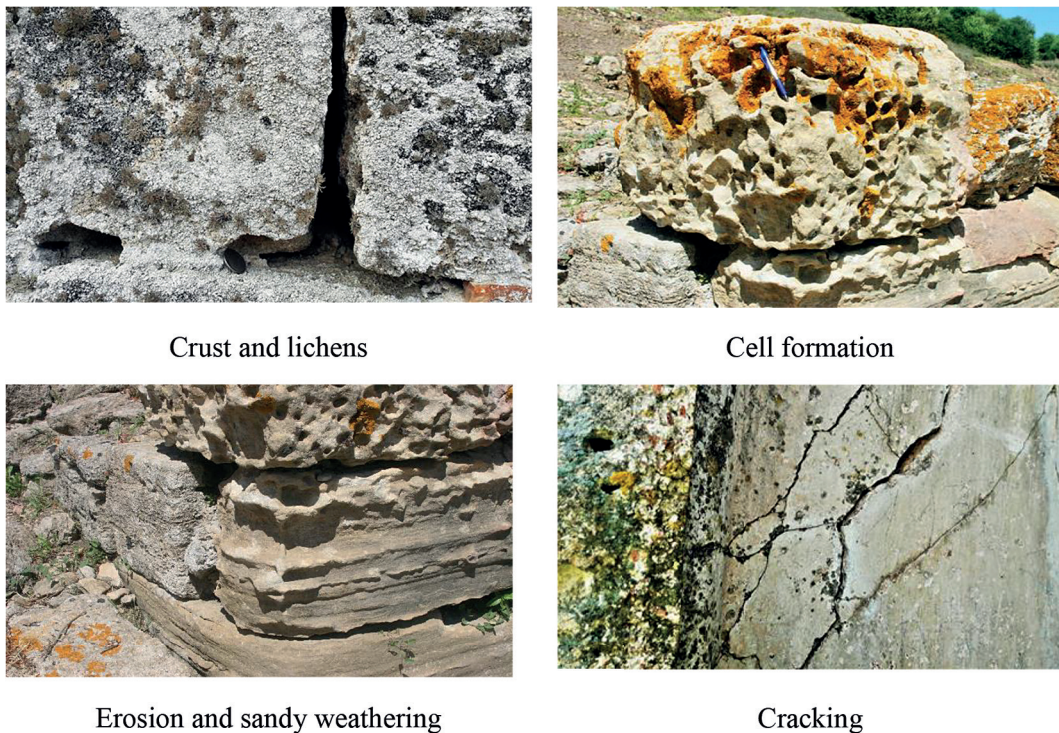 Crust and lichens
Cell formation
Erosion and sandy weathering
Cracking